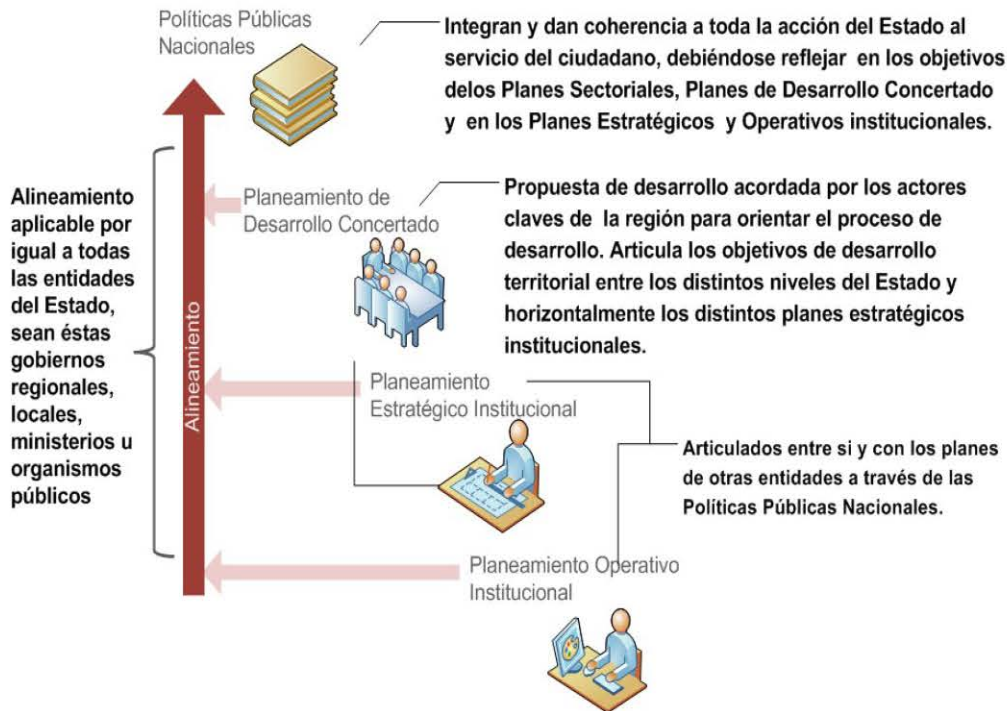 Políticas Públicas
Nacionales
Integran y dan coherencia a toda la acción del Estado al
servicio del ciudadano, debiéndose reflejar en los objetivos
delos Planes Sectoriales, Planes de Desarrollo Concertado
y en los Planes Estratégicos y Operativos institucionales.
Alineamiento
aplicable por
igual a todas
las entidades
del Estado,
sean éstas
gobiernos
regionales,
locales,
ministerios u
organismos
públicos
Alineamiento
Planeamiento de
Desarrollo Concertado
Propuesta de desarrollo acordada por los actores
claves de la región para orientar el proceso de
desarrollo. Articula los objetivos de desarrollo
territorial entre los distintos niveles del Estado y
horizontalmente los distintos planes estratégicos
institucionales.
Planeamiento
Estratégico Institucional
Articulados entre si y con los planes
de otras entidades a través de las
Políticas Públicas Nacionales.
Planeamiento Operativo
Institucional